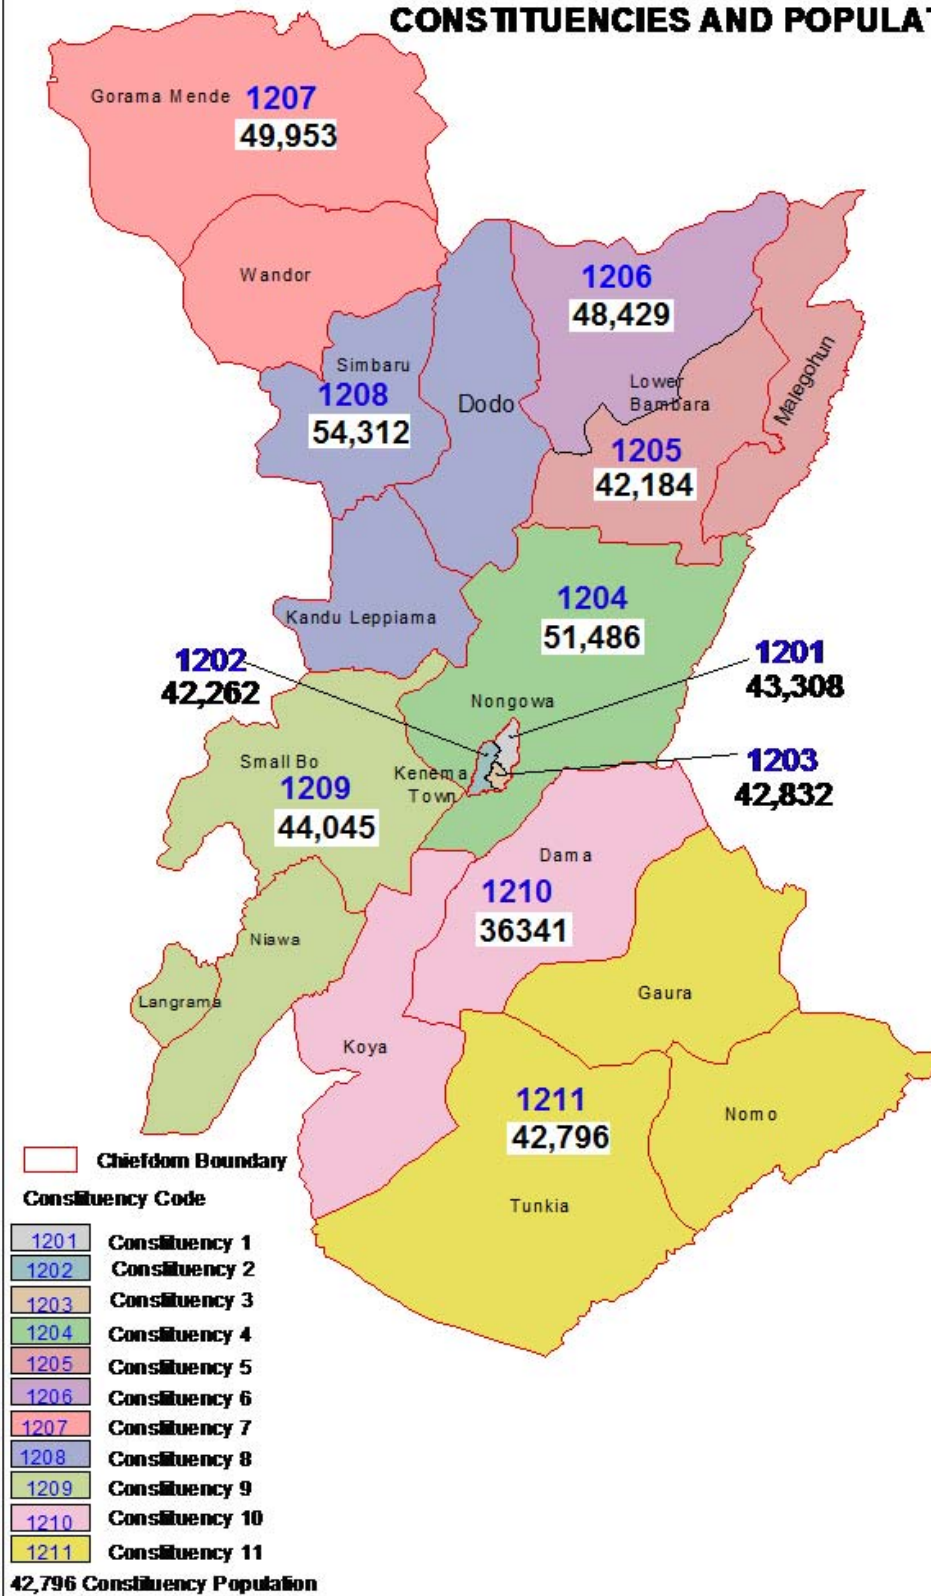 CONSTITUENCIES AND POPULAT
Gorama Mende
1207
49,953
Wandor
1206
48,429
Simbaru
1208
54,312
Dodo
Lower
Bambara
Malegohun
1205
42,184
1204
51,486
Kandu Leppiama
1202
42,262
1201
43,308
Nongowa
Small Bo
1209
44,045
Kenema
Town
1203
42,832
Dama
1210
36341
Niawa
Langrama
Gaura
Koya
1211
42,796
Nomo
Tunkia
Chiefdom Boundary
Constituency Code
1201 Constituency 1
1202 Constituency 2
1203 Constituency 3
1204 Constituency 4
1205 Constituency 5
1206 Constituency 6
1207 Constituency 7
1208 Constituency 8
1209 Constituency 9
1210 Constituency 10
1211 Constituency 11
42,796 Constituency Population